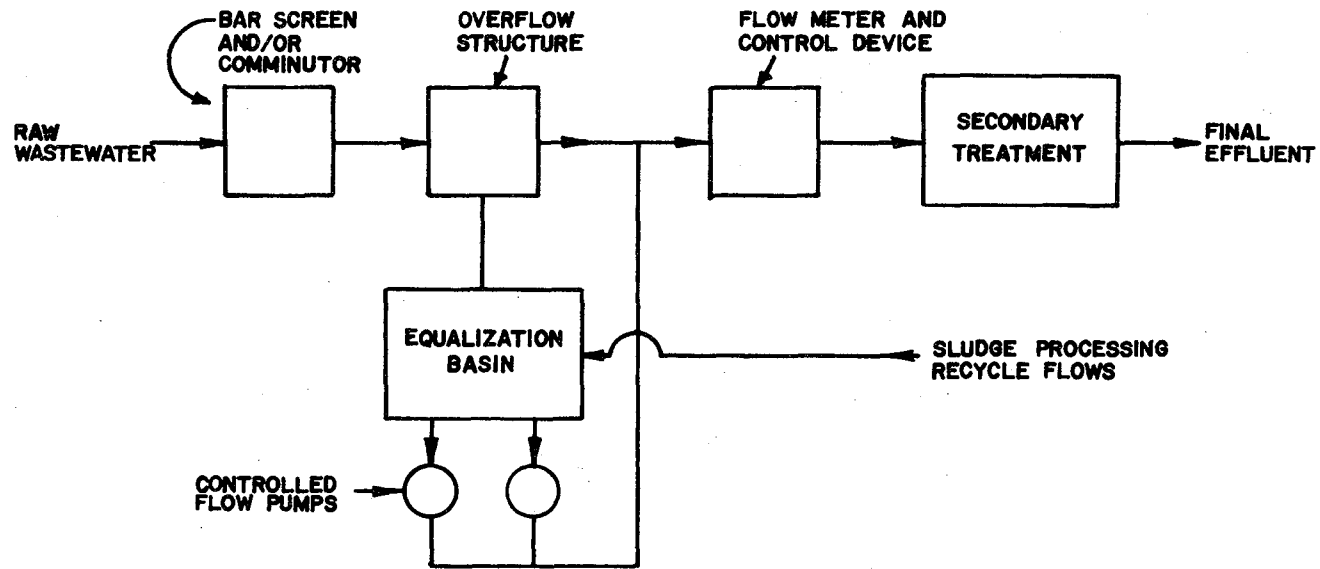 BAR SCREEN
AND/OR
COMMINUTOR
OVERFLOW
STRUCTURE
FLOW METER AND
CONTROL DEVICE
RAW
WASTEWATER
SECONDARY
TREATMENT
FINAL
EFFLUENT
EQUALIZATION
BASIN
SLUDGE PROCESSING
RECYCLE FLOWS
CONTROLLED
FLOW PUMPS